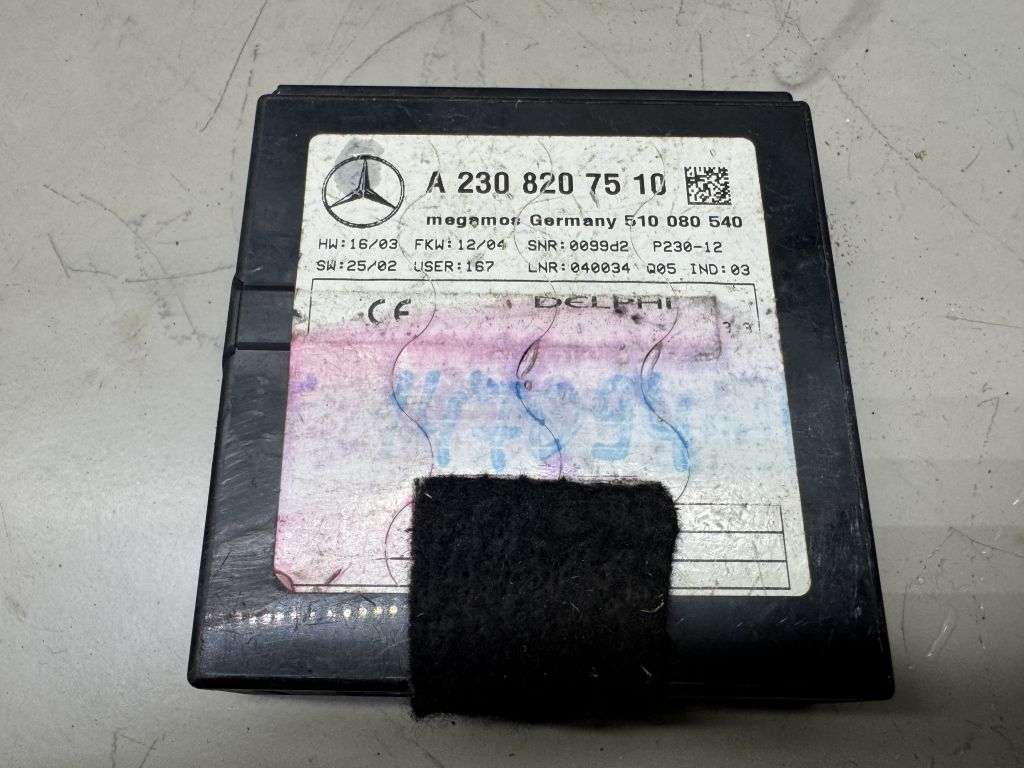 A 230 820 75 10
megamos Germany 510 080 540
HW:16/03 FKW:12/04 SNR:0099d2 P230-12
SW:25/02 USER:167 LNR:040034 Q05 IND:03
CE DELPHI